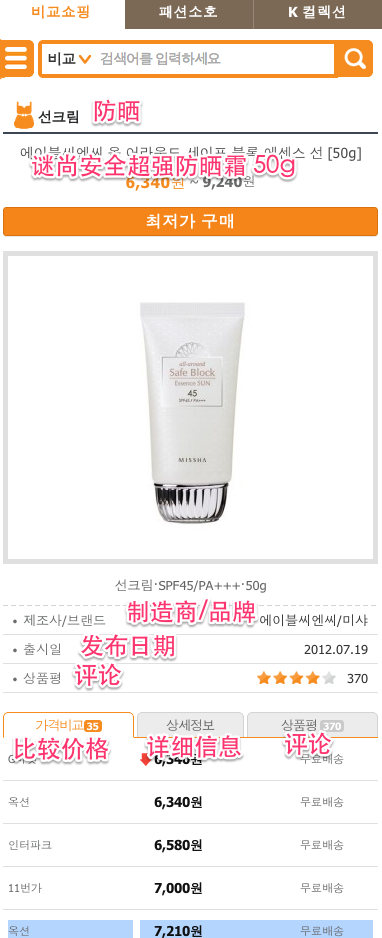 비교쇼핑 패션소호 K 컬렉션
비교 검색어를 입력하세요
선크림 防晒
에이블씨엔씨 올 어라운드 세이프 블록 에센스 선 [50g]
谜尚安全超强防晒霜 50g
6,340원 ~ 9,240원
최저가 구매
all-around
Safe Block
Essence SUN
45
SPF45 / PA+++
MISSHA
선크림·SPF45/PA+++·50g
제조사/브랜드 制造商/品牌 에이블씨엔씨/미샤
출시일 发布日期 2012.07.19
상품평 评论 370
가격비교 35 상세정보 상품평 370
比较价格 详细信息 评论
6,340원 무료배송
옥션 6,340원 무료배송
인터파크 6,580원 무료배송
11번가 7,000원 무료배송
옥션 7,210원 무료배송